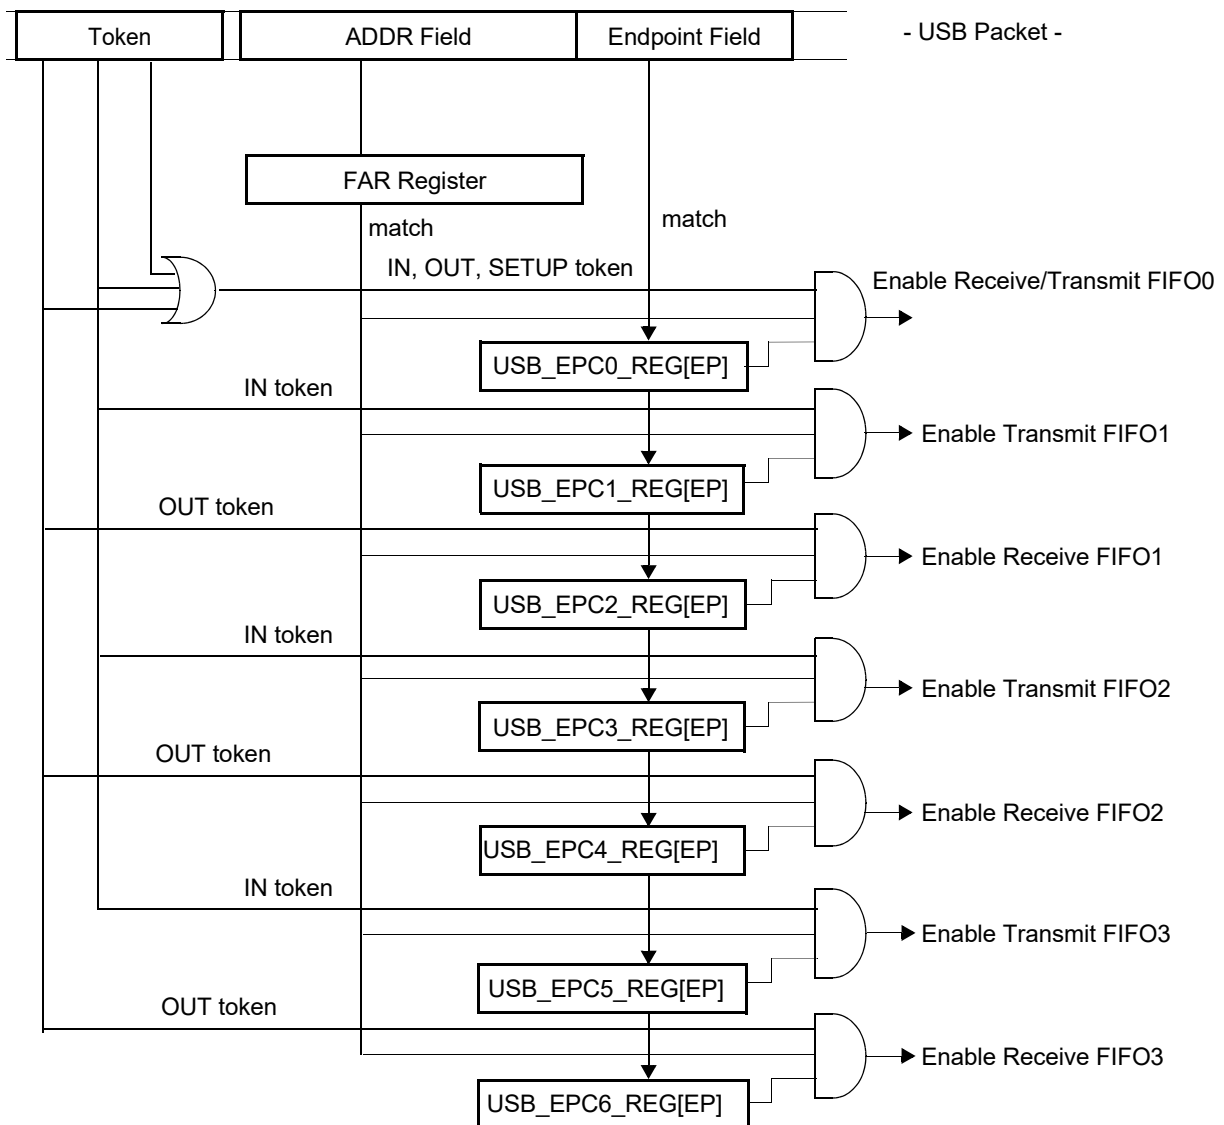 Token
ADDR Field
Endpoint Field
- USB Packet -
FAR Register
match
match
IN, OUT, SETUP token
Enable Receive/Transmit FIFO0
USB_EPC0_REG[EP]
IN token
Enable Transmit FIFO1
USB_EPC1_REG[EP]
OUT token
Enable Receive FIFO1
USB_EPC2_REG[EP]
IN token
Enable Transmit FIFO2
USB_EPC3_REG[EP]
OUT token
Enable Receive FIFO2
USB_EPC4_REG[EP]
IN token
Enable Transmit FIFO3
USB_EPC5_REG[EP]
OUT token
Enable Receive FIFO3
USB_EPC6_REG[EP]